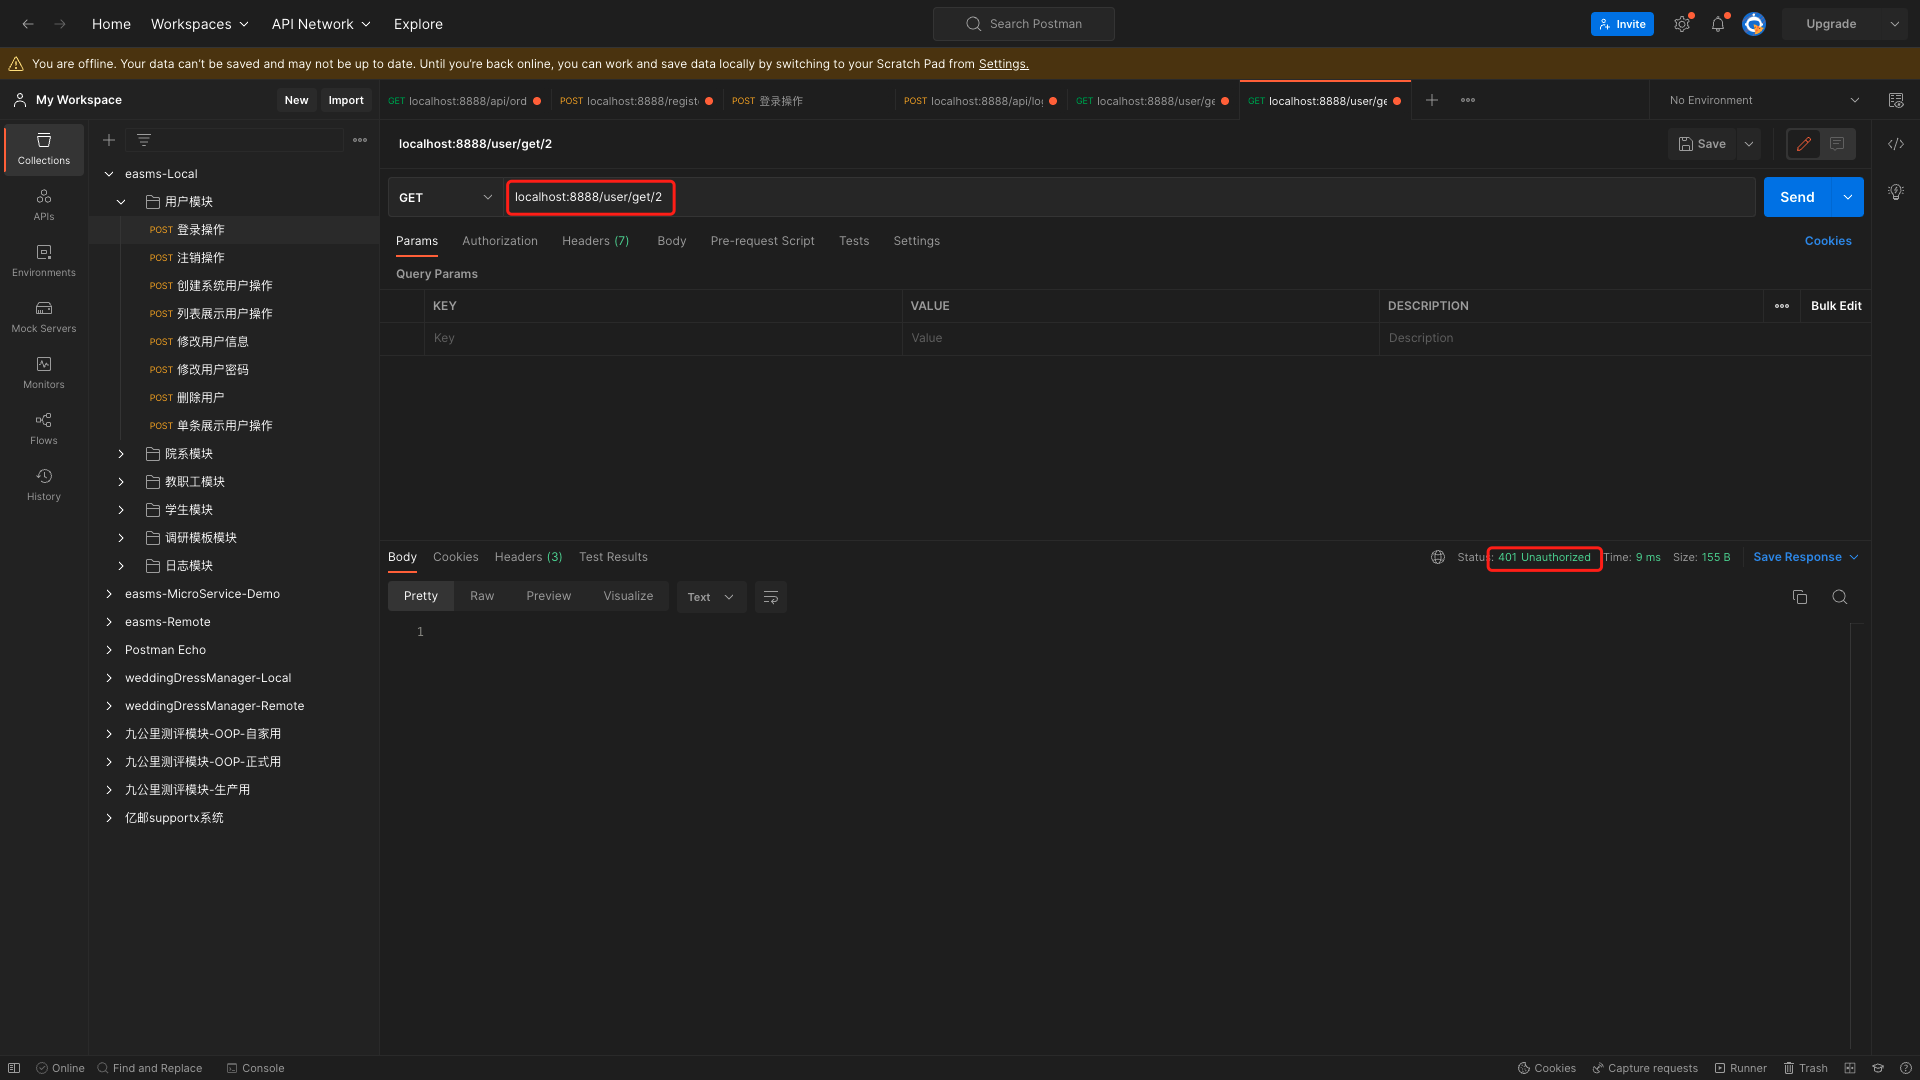 Home Workspaces API Network Explore Search Postman Invite Upgrade
You are offline. Your data can't be saved and may not be up to date. Until you're back online, you can work and save data locally by switching to your Scratch Pad from Settings.
My Workspace New Import
GET localhost:8888/api/ord POST localhost:8888/regist POST 登录操作 POST localhost:8888/api/lo GET localhost:8888/user/ge GET localhost:8888/user/ge No Environment
Collections
APIs
Environments
Mock Servers
Monitors
Flows
History
easms-Local
用户模块
POST 登录操作
POST 注销操作
POST 创建系统用户操作
POST 列表展示用户操作
POST 修改用户信息
POST 修改用户密码
POST 删除用户
POST 单条展示用户操作
院系模块
教职工模块
学生模块
调研模板模块
日志模块
easms-MicroService-Demo
easms-Remote
Postman Echo
weddingDressManager-Local
weddingDressManager-Remote
九公里测评模块-OOP-自家用
九公里测评模块-OOP-正式用
九公里测评模块-生产用
亿邮supportx系统
localhost:8888/user/get/2 Save
GET localhost:8888/user/get/2 Send
Params Authorization Headers (7) Body Pre-request Script Tests Settings Cookies
Query Params
KEY VALUE DESCRIPTION Bulk Edit
Key Value Description
Body Cookies Headers (3) Test Results Status: 401 Unauthorized Time: 9 ms Size: 155 B Save Response
Pretty Raw Preview Visualize Text
1
Online Find and Replace Console Cookies Capture requests Runner Trash